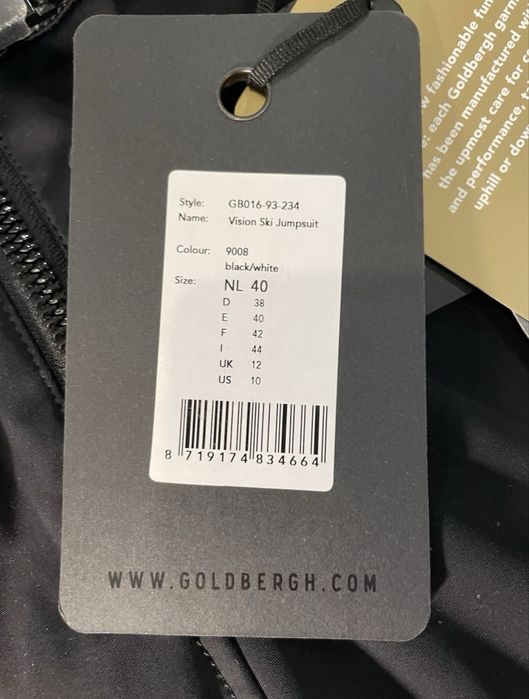 w fashionable fun
e: each Goldbergh garm
has been manufactured w
the upmost care for s
and performance, t
uphill or dow
Style: GB016-93-234
Name: Vision Ski Jumpsuit
Colour: 9008
black/white
Size: NL 40
D 38
E 40
F 42
I 44
UK 12
US 10
8 719174 834664
WWW.GOLDBERGH.COM